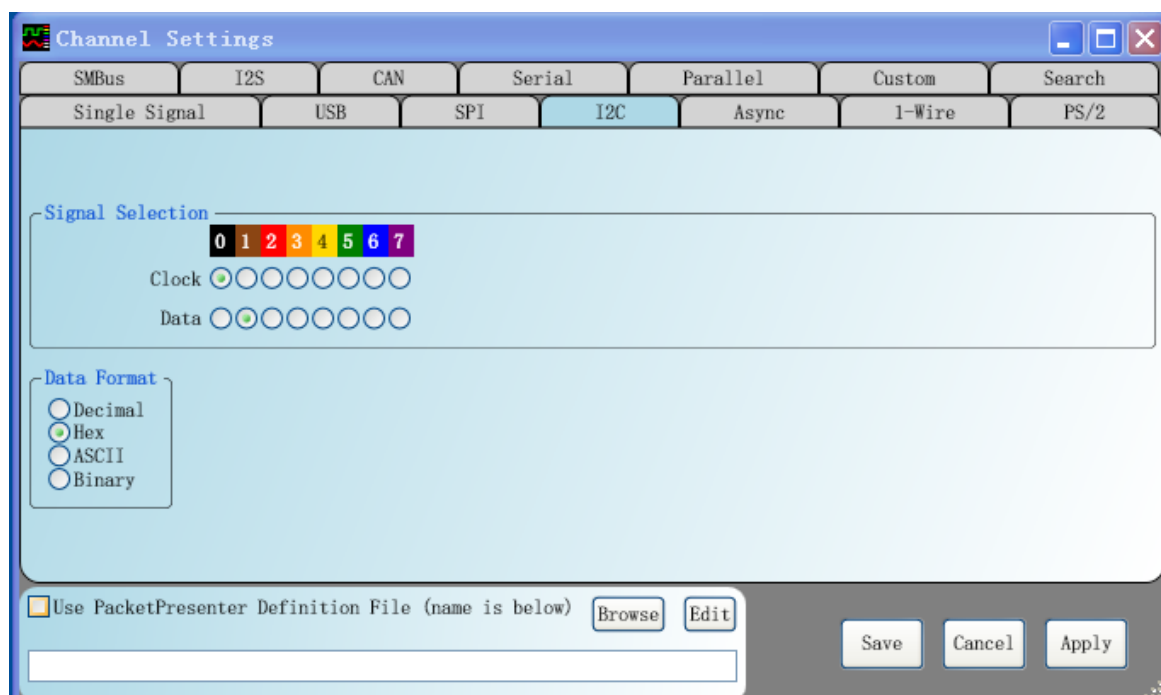 Channel Settings
SMBus I2S CAN Serial Parallel Custom Search
Single Signal USB SPI I2C Async 1-Wire PS/2
Signal Selection
0 1 2 3 4 5 6 7
Clock
Data
Data Format
Decimal
Hex
ASCII
Binary
Use PacketPresenter Definition File (name is below) Browse Edit
Save Cancel Apply